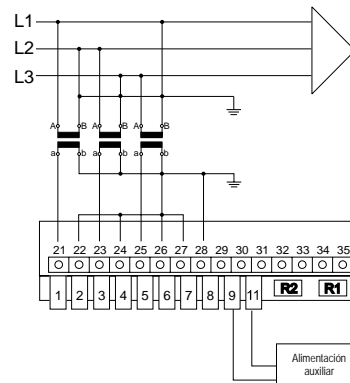 L1
L2
L3
A B A B A B
a b a b a b
21 22 23 24 25 26 27 28 29 30 31 32 33 34 35
1 2 3 4 5 6 7 8 9 11 R2 R1
Alimentación
auxiliar